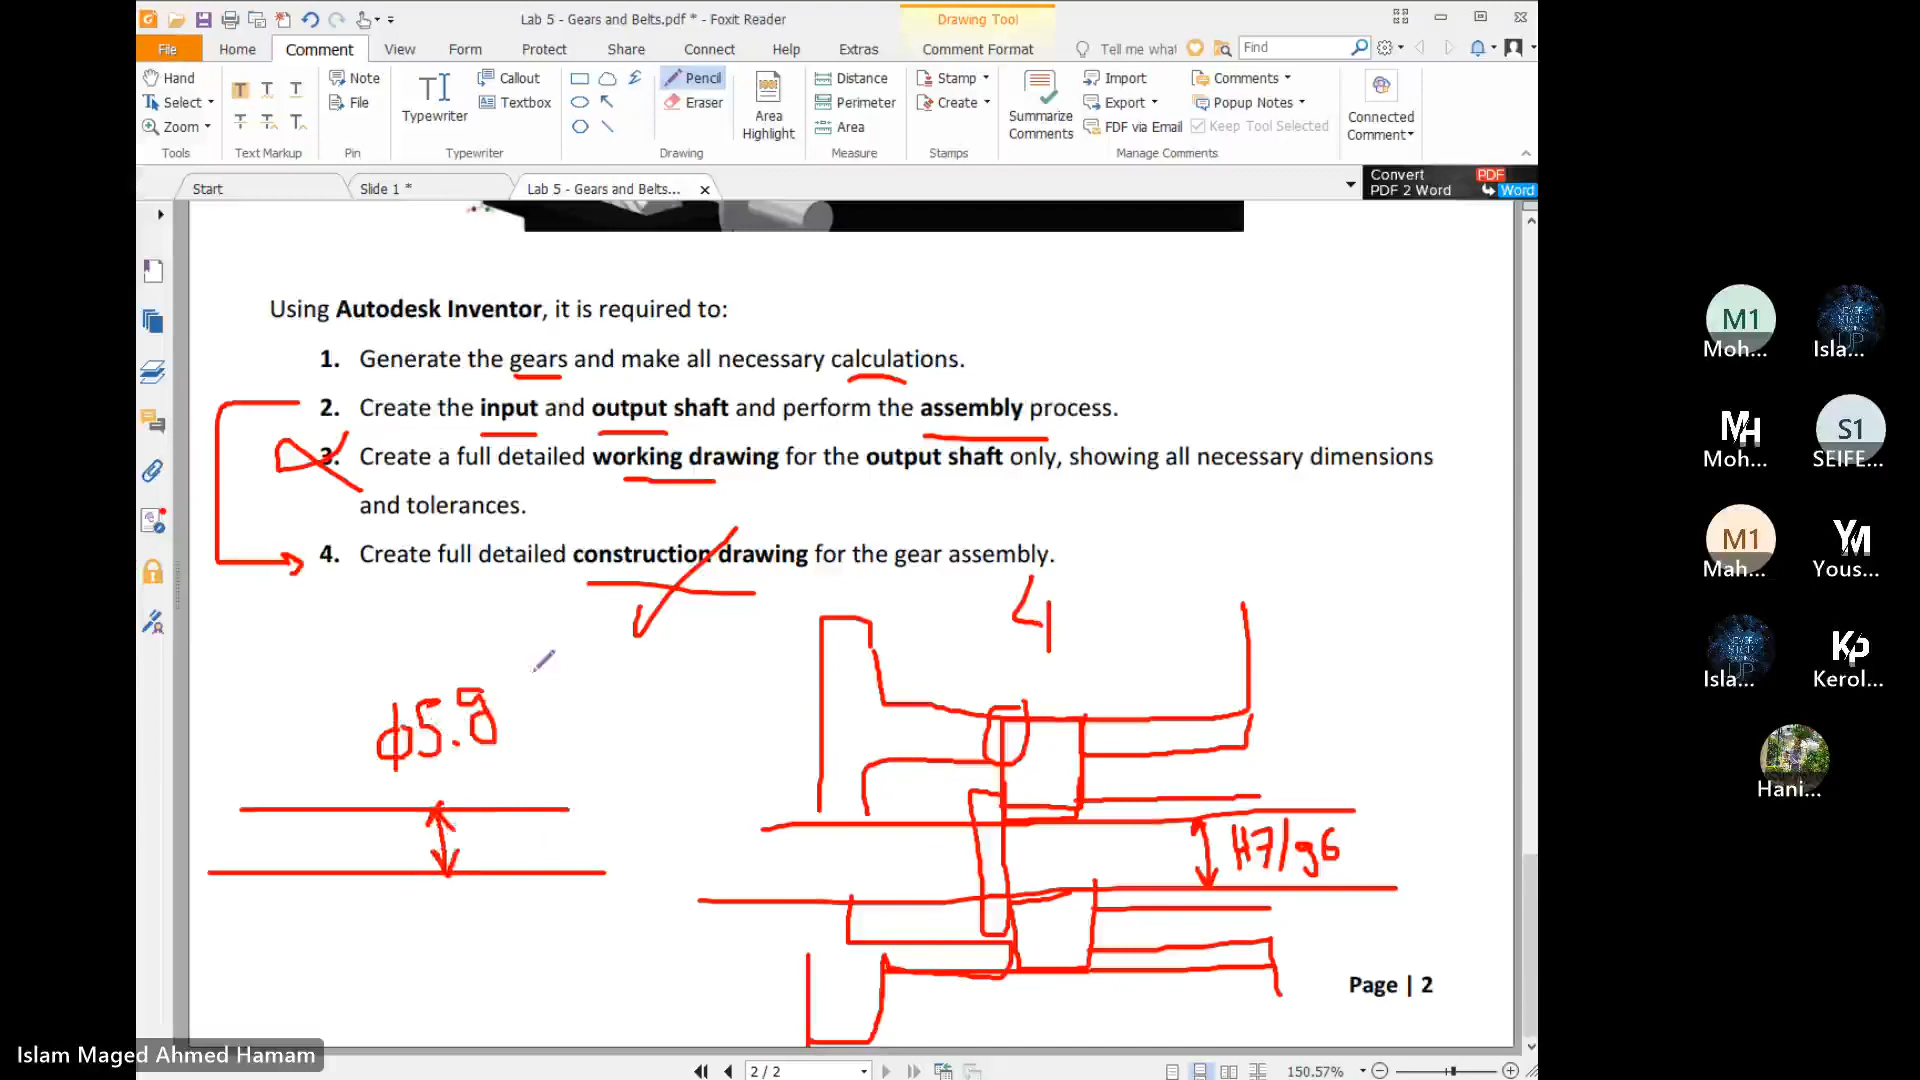 Lab 5 - Gears and Belts.pdf * - Foxit Reader
Drawing Tool
File Home Comment View Form Protect Share Connect Help Extras Comment Format Tell me what Find
Hand
Select
Zoom
Tools
Text Markup
Note
File
Pin
Typewriter
Callout
Textbox
Typewriter
Pencil
Eraser
Area
Highlight
Drawing
Distance
Perimeter
Area
Measure
Stamp
Create
Stamps
Summarize
Comments
Import
Export
FDF via Email
Comments
Popup Notes
Keep Tool Selected
Manage Comments
Connected
Comment
Start
Slide 1 *
Lab 5 - Gears and Belts...
Convert
PDF 2 Word
PDF
Word
Using Autodesk Inventor, it is required to:
1. Generate the gears and make all necessary calculations.
2. Create the input and output shaft and perform the assembly process.
3. Create a full detailed working drawing for the output shaft only, showing all necessary dimensions
and tolerances.
4. Create full detailed construction drawing for the gear assembly.
4
ϕ5.g
H7/g6
Page | 2
2 / 2
150.57%
M1
Moh...
Isla...
MH
Moh...
S1
SEIFE...
M1
Mah...
YM
Yous...
Isla...
KP
Kerol...
Hani...
Islam Maged Ahmed Hamam